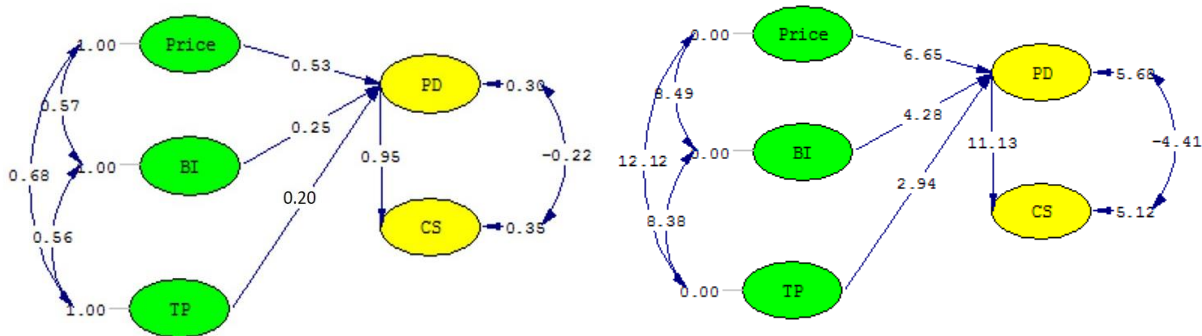 1.00 Price
0.53
PD 0.30
0.57
0.25
1.00 BI
0.95
-0.22
0.68
0.20
CS 0.35
0.56
1.00 TP
0.00 Price
6.65
PD 5.68
8.49
4.28
0.00 BI
11.13
-4.41
12.12
2.94
CS 5.12
8.38
0.00 TP